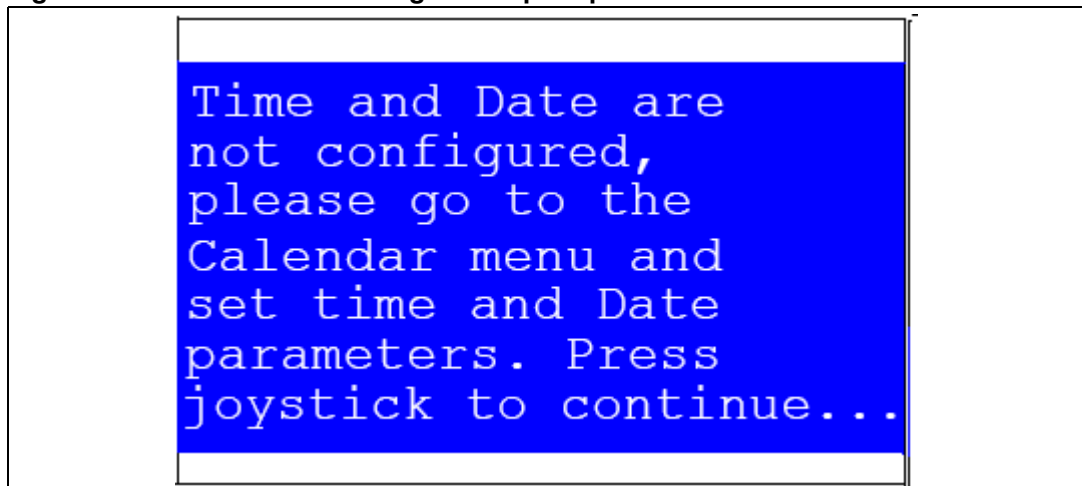 Time and Date are
not configured,
please go to the
Calendar menu and
set time and Date
parameters. Press
joystick to continue...